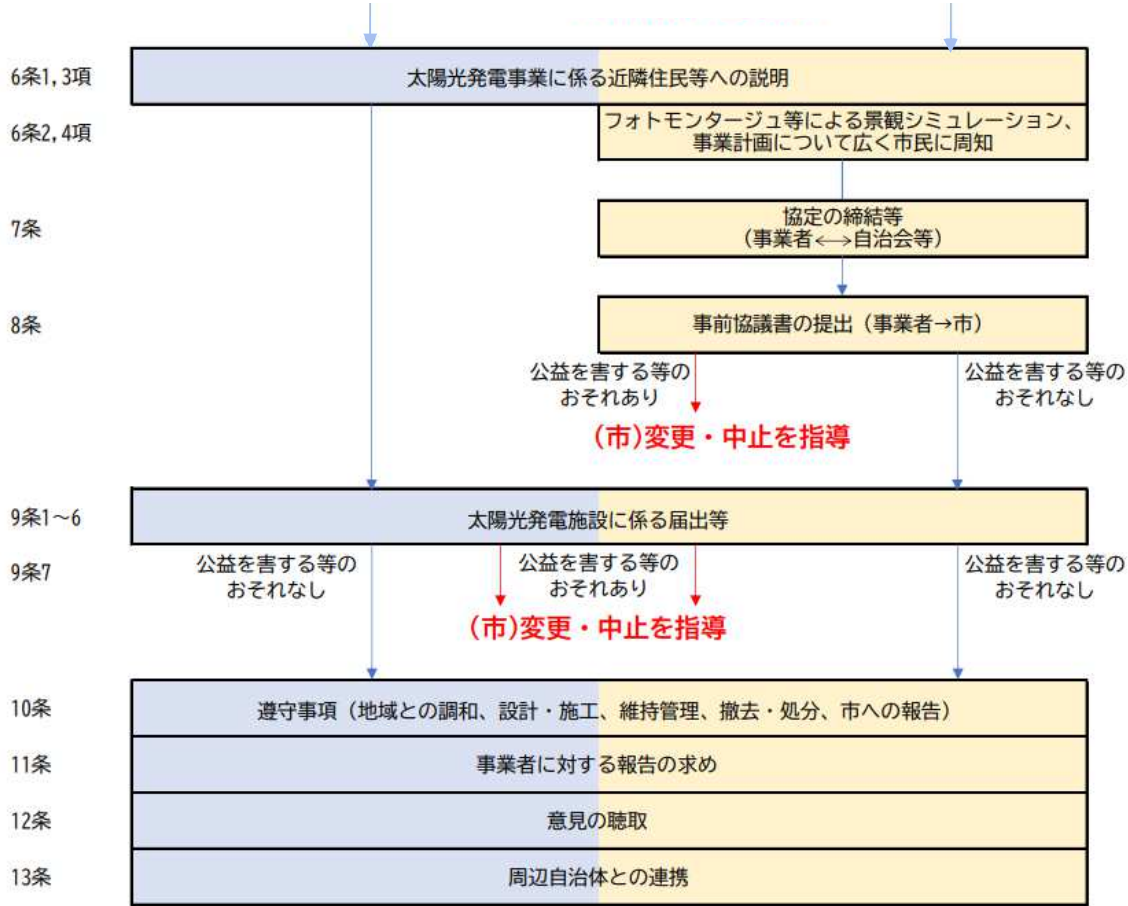 6条1,3項
太陽光発電事業に係る近隣住民等への説明
6条2,4項
フォトモンタージュ等による景観シミュレーション、
事業計画について広く市民に周知
7条
協定の締結等
(事業者⟷自治会等)
8条
事前協議書の提出（事業者→市）
公益を害する等の
おそれあり
公益を害する等の
おそれなし
(市)変更・中止を指導
9条1～6
太陽光発電施設に係る届出等
9条7
公益を害する等の
おそれなし
公益を害する等の
おそれあり
公益を害する等の
おそれなし
(市)変更・中止を指導
10条
遵守事項（地域との調和、設計・施工、維持管理、撤去・処分、市への報告）
11条
事業者に対する報告の求め
12条
意見の聴取
13条
周辺自治体との連携